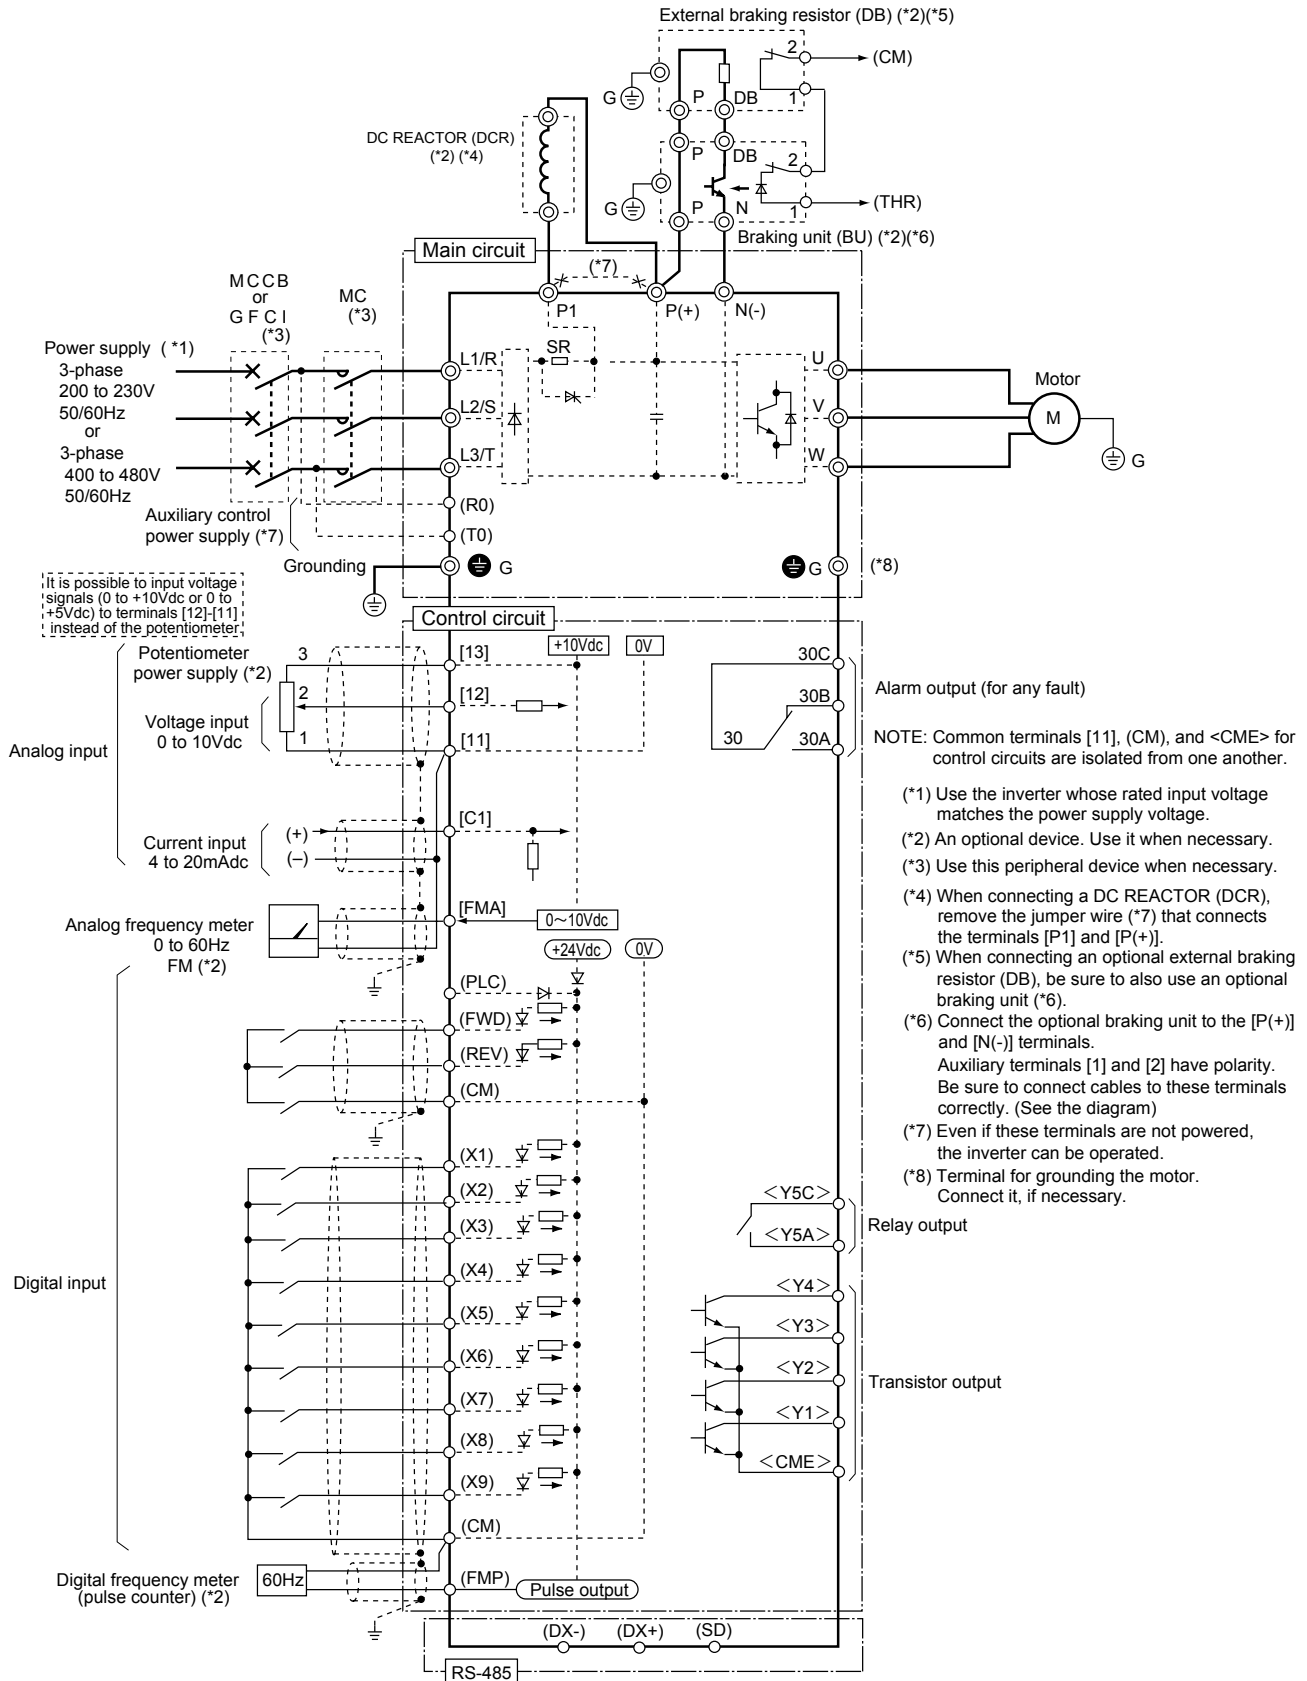 External braking resistor (DB) (*2)(*5)
2
(CM)
G
P
DB
1
DC REACTOR (DCR)
(*2) (*4)
P
DB
2
G
P
N
1
(THR)
Braking unit (BU) (*2)(*6)
Main circuit
(*7)
MCCB
or
GFCI
(*3)
MC
(*3)
P1
P(+)
N(-)
Power supply (*1)
3-phase
200 to 230V
50/60Hz
or
3-phase
400 to 480V
50/60Hz
L1/R
SR
U
L2/S
V
L3/T
W
Motor
M
G
(R0)
Auxiliary control
power supply (*7)
(T0)
Grounding
G
G
(*8)
It is possible to input voltage
signals (0 to +10Vdc or 0 to
+5Vdc) to terminals [12]-[11]
instead of the potentiometer
Control circuit
+10Vdc
0V
Potentiometer
power supply (*2)
3
[13]
2
[12]
Voltage input
0 to 10Vdc
1
[11]
Analog input
30C
30B
30
30A
Alarm output (for any fault)
NOTE: Common terminals [11], (CM), and <CME> for
control circuits are isolated from one another.
(*1) Use the inverter whose rated input voltage
matches the power supply voltage.
(*2) An optional device. Use it when necessary.
(*3) Use this peripheral device when necessary.
(*4) When connecting a DC REACTOR (DCR),
remove the jumper wire (*7) that connects
the terminals [P1] and [P(+)].
(*5) When connecting an optional external braking
resistor (DB), be sure to also use an optional
braking unit (*6).
(*6) Connect the optional braking unit to the [P(+)]
and [N(-)] terminals.
Auxiliary terminals [1] and [2] have polarity.
Be sure to connect cables to these terminals
correctly. (See the diagram)
(*7) Even if these terminals are not powered,
the inverter can be operated.
(*8) Terminal for grounding the motor.
Connect it, if necessary.
Current input
4 to 20mAdc
(+)
(–)
[C1]
Analog frequency meter
0 to 60Hz
FM (*2)
[FMA]
0～10Vdc
+24Vdc
0V
(PLC)
(FWD)
(REV)
(CM)
(X1)
(X2)
(X3)
(X4)
(X5)
(X6)
(X7)
(X8)
(X9)
(CM)
Digital input
<Y5C>
<Y5A>
Relay output
<Y4>
<Y3>
<Y2>
<Y1>
<CME>
Transistor output
Digital frequency meter
(pulse counter) (*2)
60Hz
(FMP)
Pulse output
(DX-)
(DX+)
(SD)
RS-485